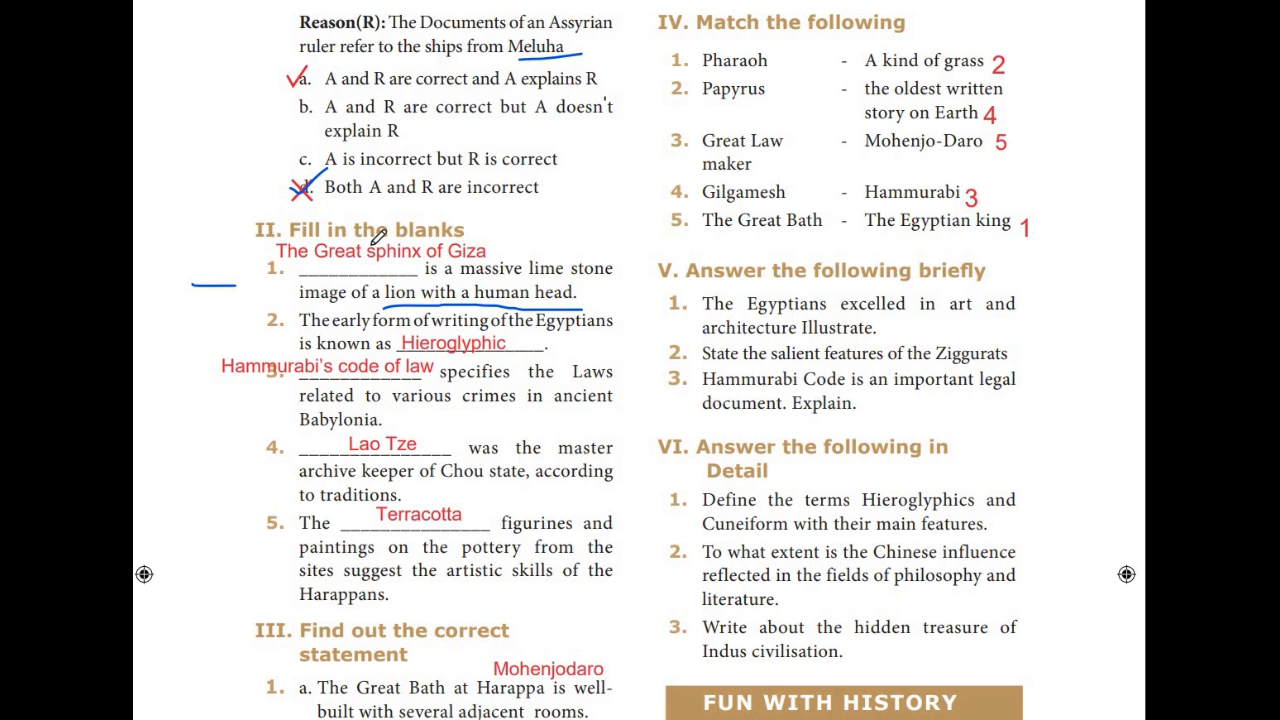 Reason(R): The Documents of an Assyrian
ruler refer to the ships from Meluha
a. A and R are correct and A explains R
b. A and R are correct but A doesn't
explain R
c. A is incorrect but R is correct
d. Both A and R are incorrect
II. Fill in the blanks
The Great sphinx of Giza
1. ____________ is a massive lime stone
image of a lion with a human head.
2. The early form of writing of the Egyptians
is known as Hieroglyphic.
Hammurabi's code of law
3. ____________ specifies the Laws
related to various crimes in ancient
Babylonia.
4. Lao Tze was the master
archive keeper of Chou state, according
to traditions.
5. The Terracotta figurines and
paintings on the pottery from the
sites suggest the artistic skills of the
Harappans.
III. Find out the correct
statement
Mohenjodaro
1. a. The Great Bath at Harappa is well-
built with several adjacent rooms.
IV. Match the following
1. Pharaoh - A kind of grass 2
2. Papyrus - the oldest written
story on Earth 4
3. Great Law - Mohenjo-Daro 5
maker
4. Gilgamesh - Hammurabi 3
5. The Great Bath - The Egyptian king 1
V. Answer the following briefly
1. The Egyptians excelled in art and
architecture Illustrate.
2. State the salient features of the Ziggurats
3. Hammurabi Code is an important legal
document. Explain.
VI. Answer the following in
Detail
1. Define the terms Hieroglyphics and
Cuneiform with their main features.
2. To what extent is the Chinese influence
reflected in the fields of philosophy and
literature.
3. Write about the hidden treasure of
Indus civilisation.
FUN WITH HISTORY